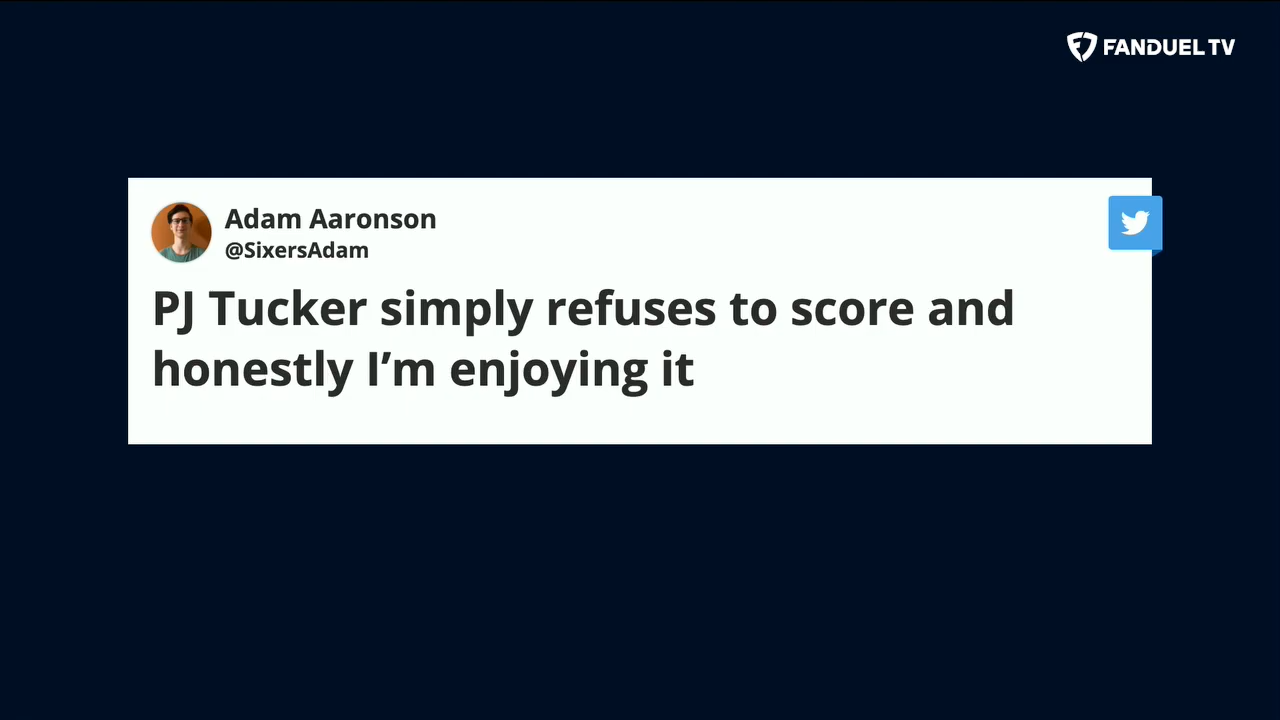 FANDUEL TV
Adam Aaronson
@SixersAdam
PJ Tucker simply refuses to score and
honestly I’m enjoying it